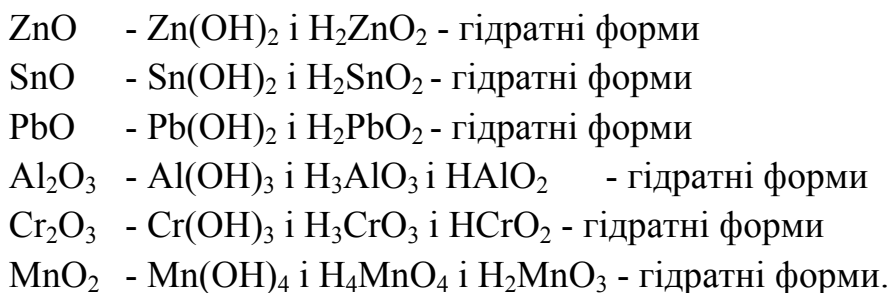 ZnO - Zn(OH)₂ і H₂ZnO₂ - гідратні форми
SnO - Sn(OH)₂ і H₂SnO₂ - гідратні форми
PbO - Pb(OH)₂ і H₂PbO₂ - гідратні форми
Al₂O₃ - Al(OH)₃ і H₃AlO₃ і HAlO₂ - гідратні форми
Cr₂O₃ - Cr(OH)₃ і H₃CrO₃ і HCrO₂ - гідратні форми
MnO₂ - Mn(OH)₄ і H₄MnO₄ і H₂MnO₃ - гідратні форми.